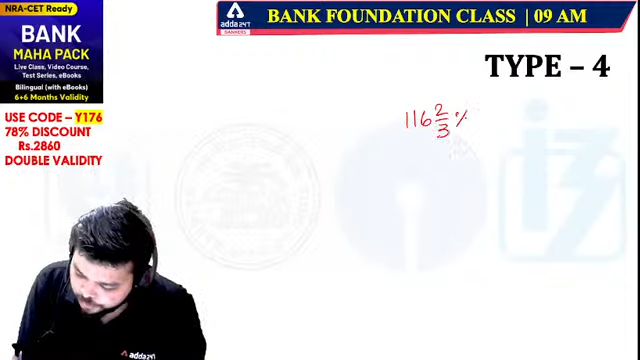 NRA-CET Ready
BANK
MAHA PACK
Live Class, Video Course,
Test Series, eBooks
Bilingual (with eBooks)
6+6 Months Validity
USE CODE – Y176
78% DISCOUNT
Rs.2860
DOUBLE VALIDITY
adda247
BANKERS
BANK FOUNDATION CLASS | 09 AM
TYPE – 4
116 2/3 %
adda247